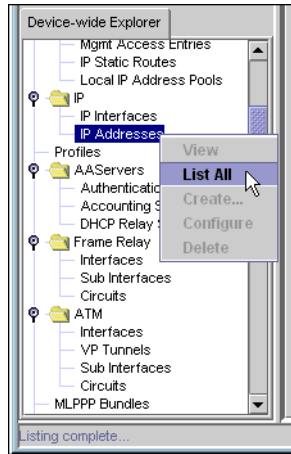 Device-wide Explorer
Mgmt Access Entries
IP Static Routes
Local IP Address Pools
IP
IP Interfaces
IP Addresses
Profiles
View
AAServers
List All
Authenticatio
Create...
Accounting S
DHCP Relay
Configure
Frame Relay
Delete
Interfaces
Sub Interfaces
Circuits
ATM
Interfaces
VP Tunnels
Sub Interfaces
Circuits
MLPPP Bundles
Listing complete...